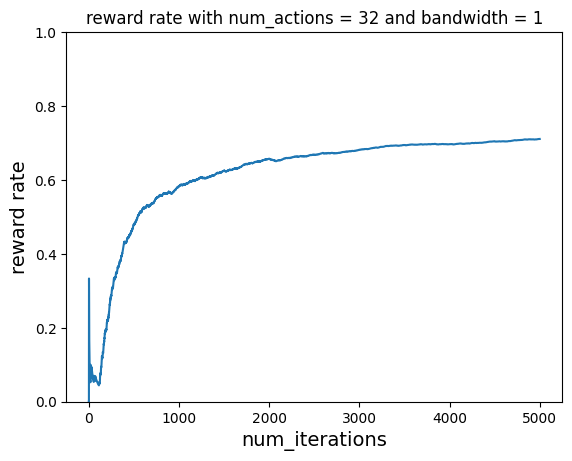 reward rate with num_actions = 32 and bandwidth = 1
1.0
0.8
0.6
0.4
0.2
0.0
reward rate
0 1000 2000 3000 4000 5000
num_iterations